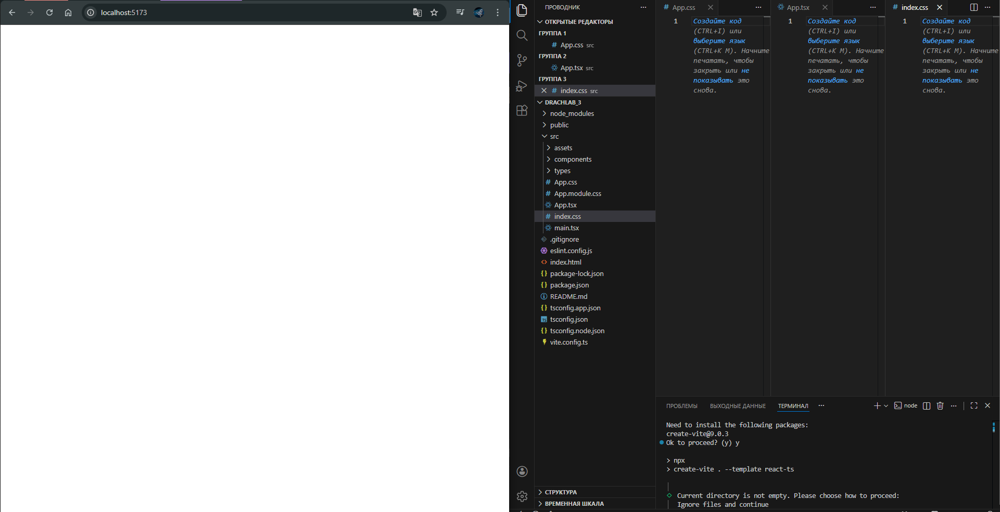 localhost:5173
ПРОВОДНИК
ОТКРЫТЫЕ РЕДАКТОРЫ
ГРУППА 1
App.css src
ГРУППА 2
App.tsx src
ГРУППА 3
index.css src
DRACHLAB_3
node_modules
public
src
assets
components
types
App.css
App.module.css
App.tsx
index.css
main.tsx
.gitignore
eslint.config.js
index.html
package-lock.json
package.json
README.md
tsconfig.app.json
tsconfig.json
tsconfig.node.json
vite.config.ts
СТРУКТУРА
ВРЕМЕННАЯ ШКАЛА
App.css
1
Создайте код
(CTRL+I) или
выберите язык
(CTRL+K M). Начните
печатать, чтобы
закрыть или не
показывать это
снова.
App.tsx
1
Создайте код
(CTRL+I) или
выберите язык
(CTRL+K M). Начните
печатать, чтобы
закрыть или не
показывать это
снова.
index.css
1
Создайте код
(CTRL+I) или
выберите язык
(CTRL+K M). Начните
печатать, чтобы
закрыть или не
показывать это
снова.
ПРОБЛЕМЫ ВЫХОДНЫЕ ДАННЫЕ ТЕРМИНАЛ
node
Need to install the following packages:
create-vite@9.0.3
Ok to proceed? (y) y
> npx
> create-vite . --template react-ts
Current directory is not empty. Please choose how to proceed:
Ignore files and continue